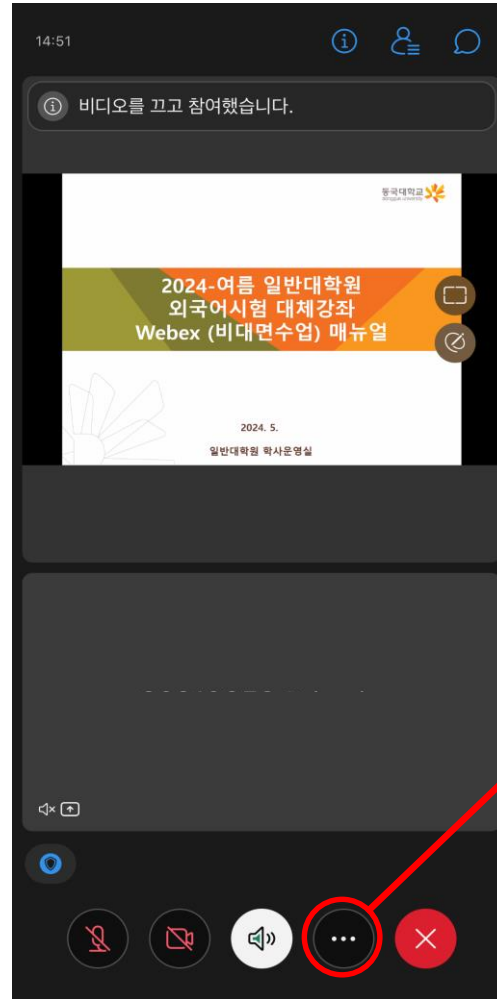 14:51
비디오를 끄고 참여했습니다.
동국대학교
2024-여름 일반대학원
외국어시험 대체강좌
Webex (비대면수업) 매뉴얼
2024. 5.
일반대학원 학사운영실